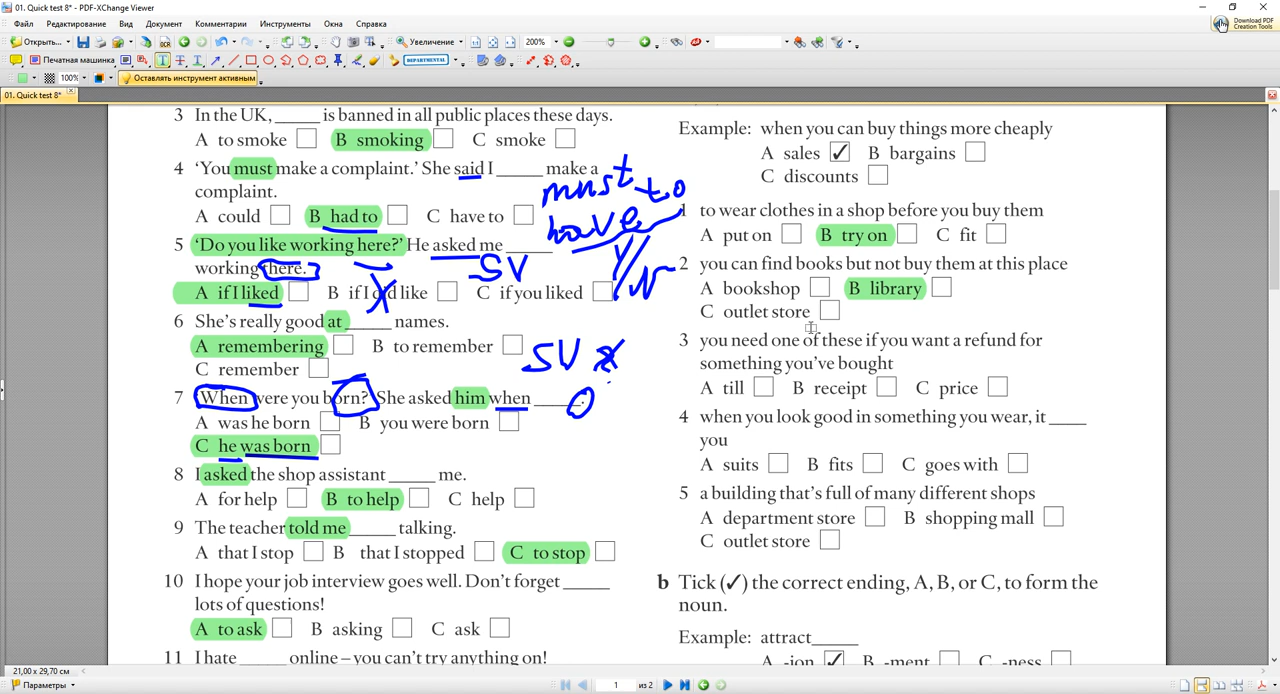 01. Quick test 8* - PDF-XChange Viewer
Файл Редактирование Вид Документ Комментарии Инструменты Окна Справка
Открыть... OCR Увеличение 200% Download PDF Creation Tools
Печатная машинка DEPARTMENTAL
100% Оставлять инструмент активным
01. Quick test 8*
3 In the UK, _____ is banned in all public places these days.
A to smoke B smoking C smoke
4 ‘You must make a complaint.’ She said I _____ make a
complaint.
A could B had to C have to
must to
have
5 ‘Do you like working here?’ He asked me _____
working there.
SV
A if I liked B if I did like C if you liked
6 She’s really good at _____ names.
A remembering B to remember
C remember
SV
7 ‘When were you born?’ She asked him when _____.
A was he born B you were born
C he was born
8 I asked the shop assistant _____ me.
A for help B to help C help
9 The teacher told me _____ talking.
A that I stop B that I stopped C to stop
10 I hope your job interview goes well. Don’t forget _____
lots of questions!
A to ask B asking C ask
11 I hate _____ online – you can’t try anything on!
Example: when you can buy things more cheaply
A sales ✓ B bargains
C discounts
1 to wear clothes in a shop before you buy them
A put on B try on C fit
2 you can find books but not buy them at this place
A bookshop B library
C outlet store
3 you need one of these if you want a refund for
something you’ve bought
A till B receipt C price
4 when you look good in something you wear, it ____
you
A suits B fits C goes with
5 a building that’s full of many different shops
A department store B shopping mall
C outlet store
b Tick (✓) the correct ending, A, B, or C, to form the
noun.
Example: attract_____
A -ion ✓ B -ment C -ness
21,00 x 29,70 см
Параметры 1 из 2